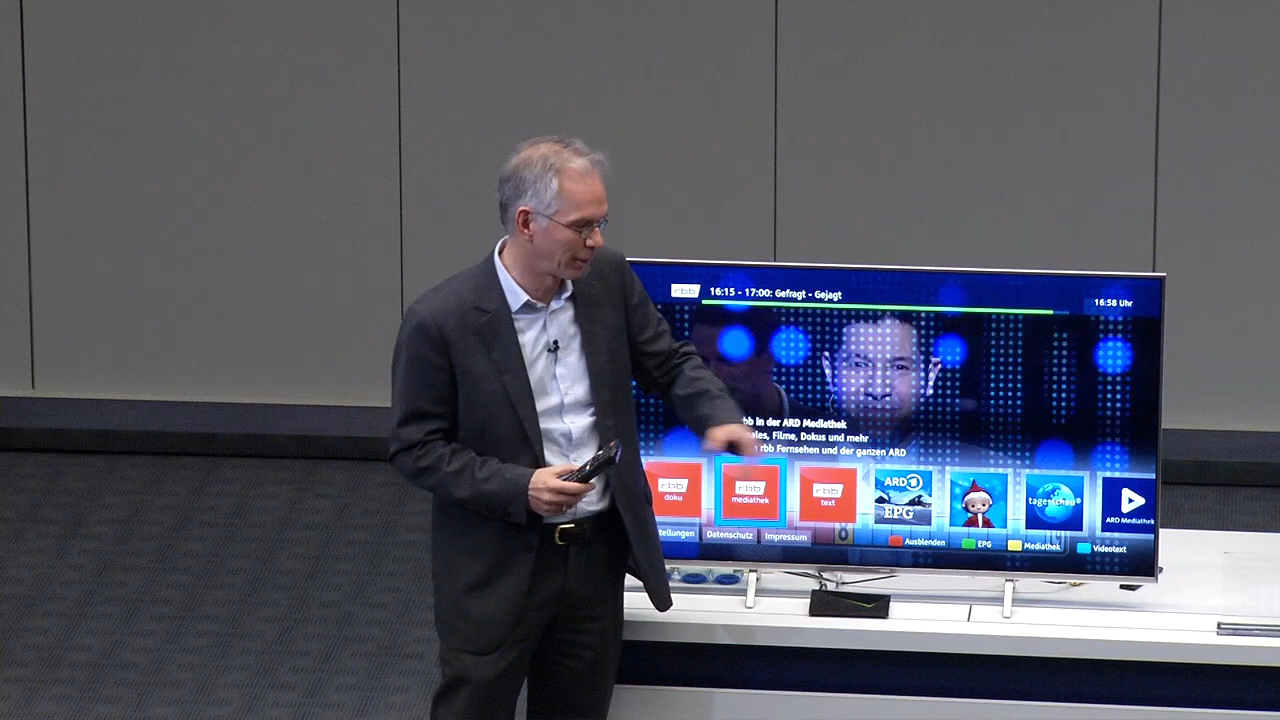 rbb 16:15 - 17:00: Gefragt - Gejagt
16:58 Uhr
rbb in der ARD Mediathek
Filme, Dokus und mehr
rbb Fernsehen und der ganzen ARD
rbb doku
rbb mediathek
rbb text
ARD EPG
tagesschau
ARD Mediathek
Datenschutz Impressum
Ausblenden EPG Mediathek Videotext